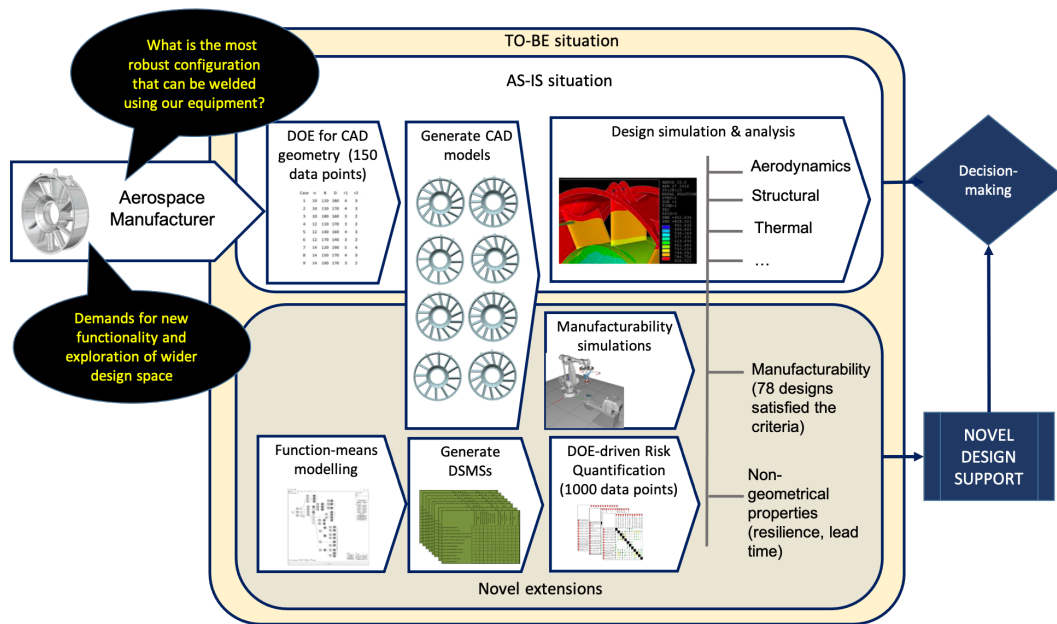 TO-BE situation
What is the most
robust configuration
that can be welded
using our equipment?
AS-IS situation
DOE for CAD
geometry (150
data points)
Case n B D r1 r2
Generate CAD
models
Design simulation & analysis
Aerodynamics
Structural
Thermal
...
Decision-
making
Aerospace
Manufacturer
Demands for new
functionality and
exploration of wider
design space
Manufacturability
simulations
Manufacturability
(78 designs
satisfied the
criteria)
Function-means
modelling
Generate
DSMSs
DOE-driven Risk
Quantification
(1000 data points)
Non-
geometrical
properties
(resilience, lead
time)
NOVEL
DESIGN
SUPPORT
Novel extensions